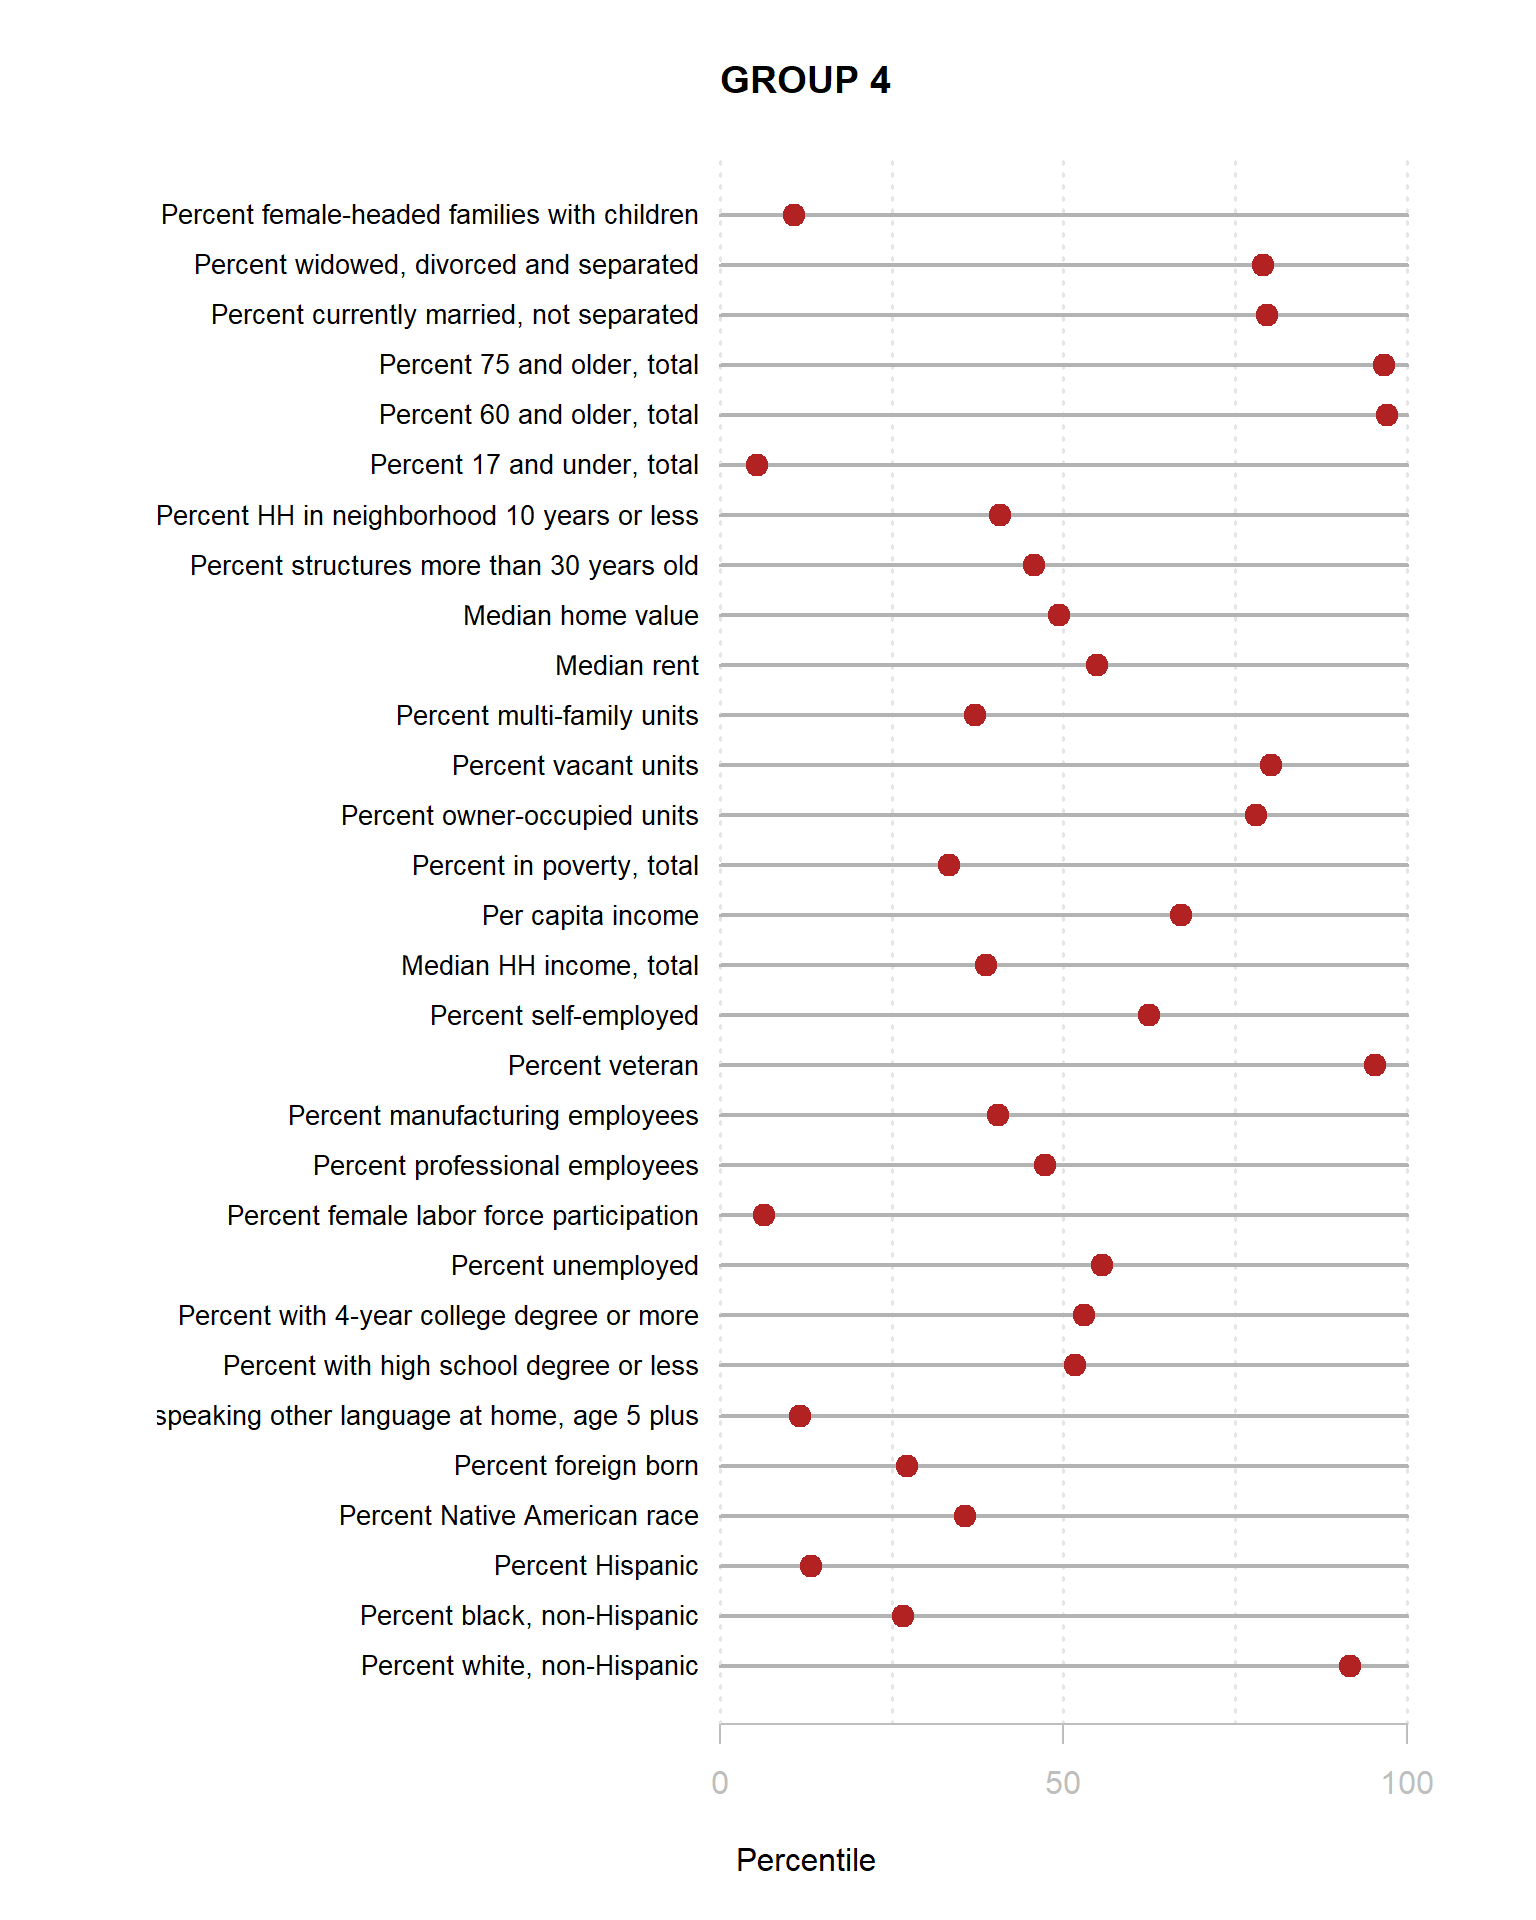 GROUP 4
Percent female-headed families with children
Percent widowed, divorced and separated
Percent currently married, not separated
Percent 75 and older, total
Percent 60 and older, total
Percent 17 and under, total
Percent HH in neighborhood 10 years or less
Percent structures more than 30 years old
Median home value
Median rent
Percent multi-family units
Percent vacant units
Percent owner-occupied units
Percent in poverty, total
Per capita income
Median HH income, total
Percent self-employed
Percent veteran
Percent manufacturing employees
Percent professional employees
Percent female labor force participation
Percent unemployed
Percent with 4-year college degree or more
Percent with high school degree or less
speaking other language at home, age 5 plus
Percent foreign born
Percent Native American race
Percent Hispanic
Percent black, non-Hispanic
Percent white, non-Hispanic
0 50 100
Percentile